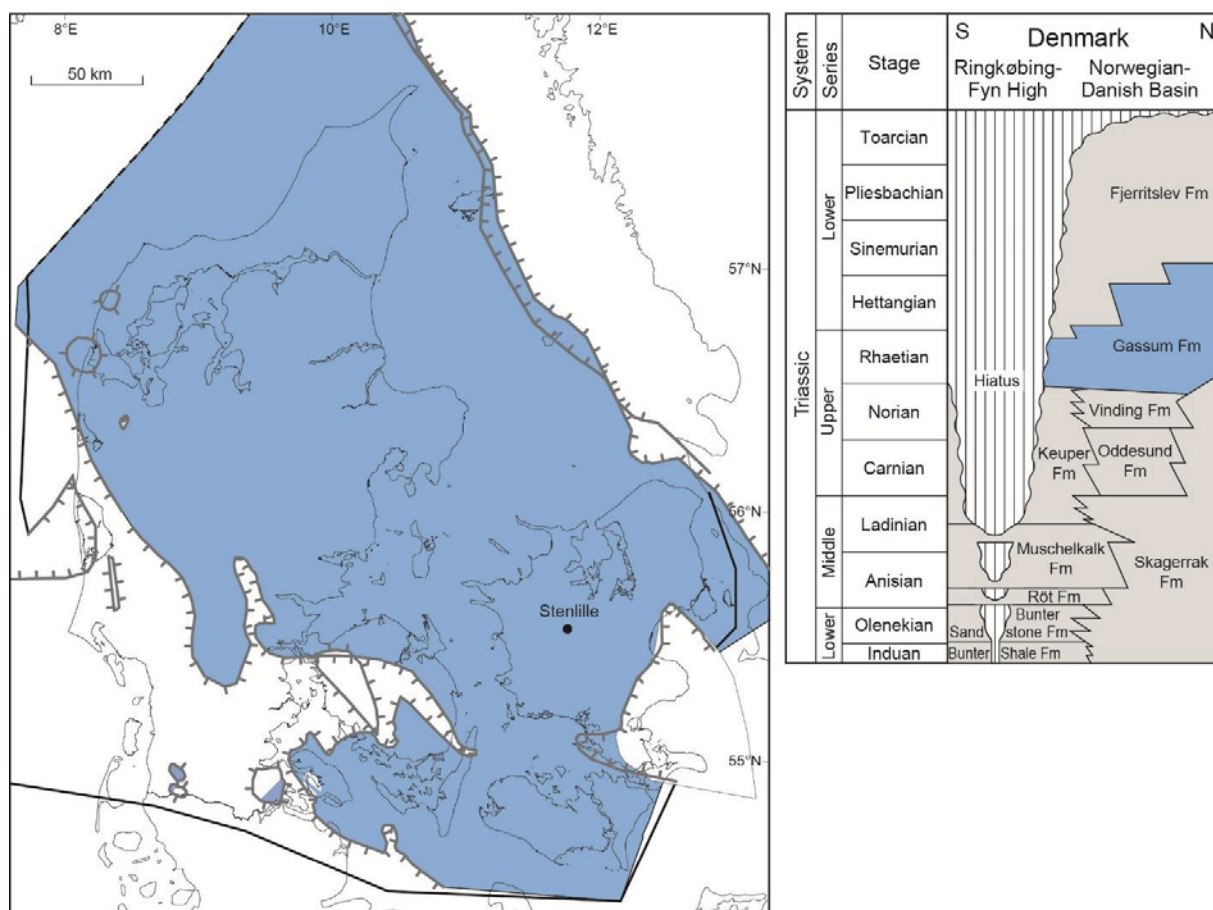 8°E
10°E
12°E
50 km
57°N
56°N
Stenlille
55°N
System
Series
Stage
S
N
Denmark
Ringkøbing-
Fyn High
Norwegian-
Danish Basin
Triassic
Lower
Upper
Middle
Lower
Toarcian
Pliesbachian
Sinemurian
Hettangian
Rhaetian
Norian
Carnian
Ladinian
Anisian
Olenekian
Induan
Fjerritslev Fm
Gassum Fm
Hiatus
Vinding Fm
Keuper
Fm
Oddesund
Fm
Muschelkalk
Fm
Skagerrak
Fm
Röt Fm
Bunter
Sand stone Fm
Bunter Shale Fm